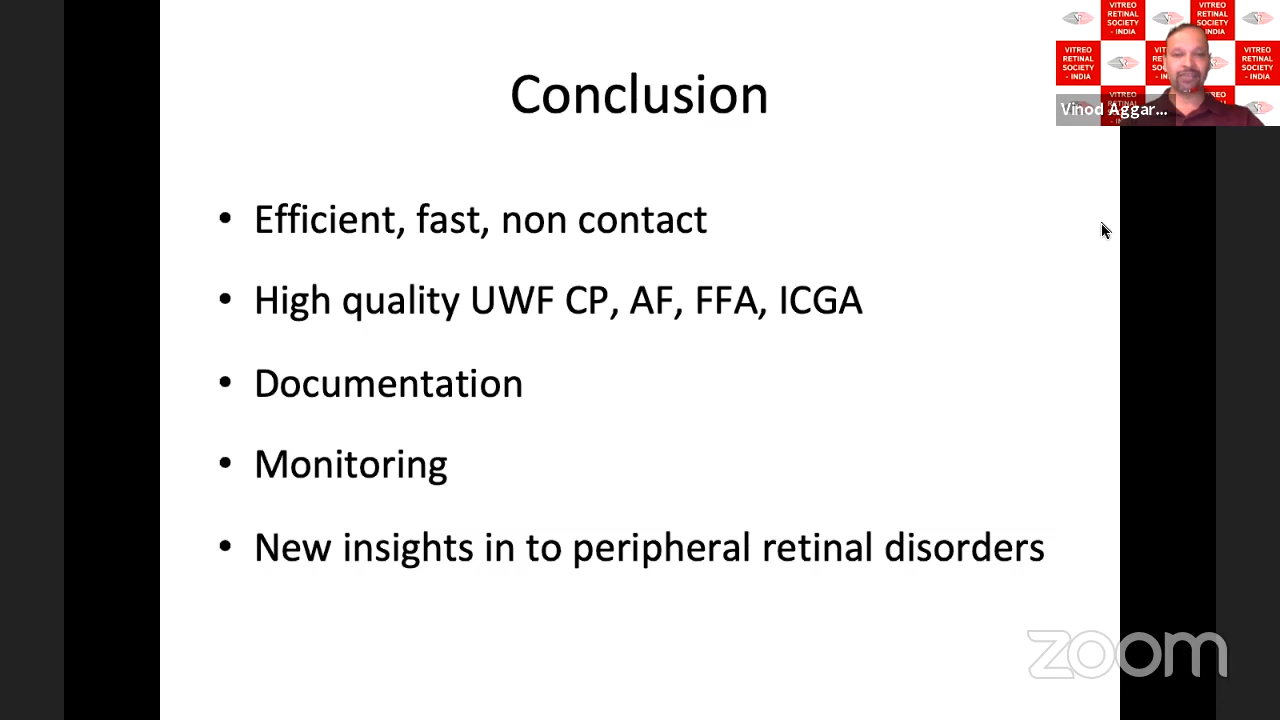 Conclusion
• Efficient, fast, non contact
• High quality UWF CP, AF, FFA, ICGA
• Documentation
• Monitoring
• New insights in to peripheral retinal disorders
VITREO
RETINAL
SOCIETY
- INDIA
VITREO
RETINAL
SOCIETY
- INDIA
VITREO
RETINAL
SOCIETY
- INDIA
VITREO
RETINAL
SOCIETY
- INDIA
Vinod Aggar...
zoom